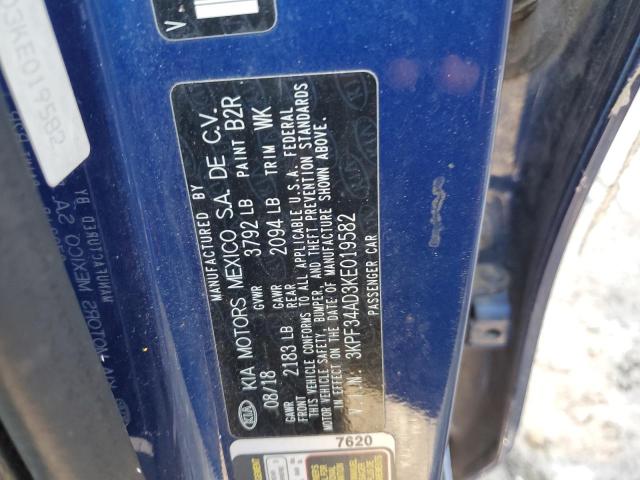 MANUFACTURED BY
KIA KIA MOTORS MEXICO S.A. DE C.V.
08/18 GVWR 3792 LB PAINT B2R
GAWR FRONT 2183 LB GAWR REAR 2094 LB TRIM WK
THIS VEHICLE CONFORMS TO ALL APPLICABLE U.S.A. FEDERAL
MOTOR VEHICLE SAFETY, BUMPER, AND THEFT PREVENTION STANDARDS
IN EFFECT ON THE DATE OF MANUFACTURE SHOWN ABOVE.
V.I.N.: 3KPF34AD3KE019582
PASSENGER CAR
7620
V
D3KE019582